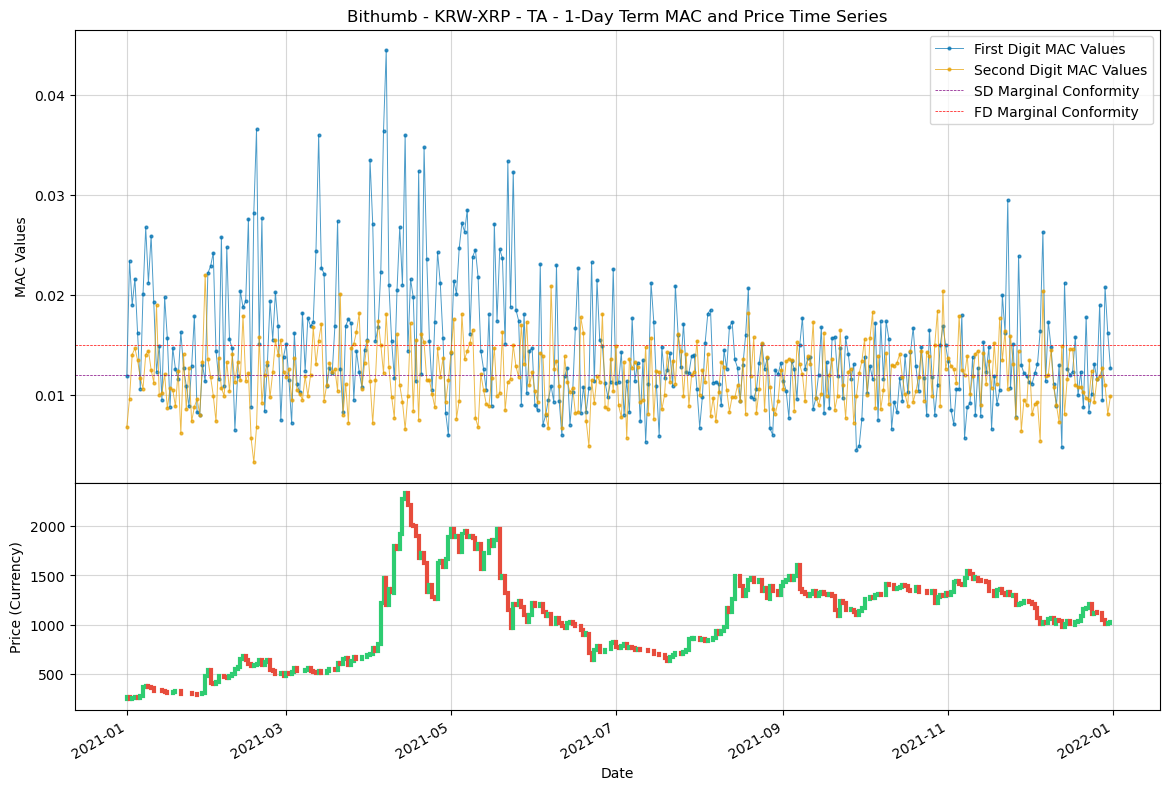 Bithumb - KRW-XRP - TA - 1-Day Term MAC and Price Time Series
First Digit MAC Values
Second Digit MAC Values
SD Marginal Conformity
FD Marginal Conformity
MAC Values
0.04
0.03
0.02
0.01
Price (Currency)
2000
1500
1000
500
2021-01
2021-03
2021-05
2021-07
2021-09
2021-11
2022-01
Date